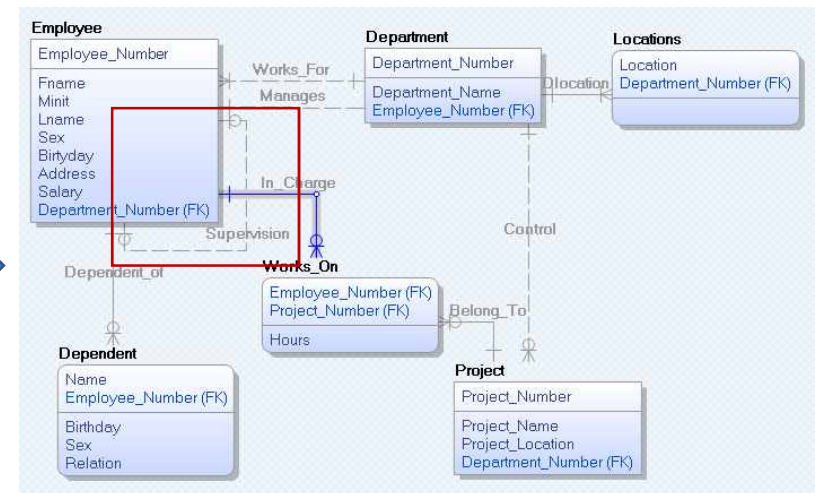 Employee
Employee_Number
Fname
Minit
Lname
Sex
Birtyday
Address
Salary
Department_Number (FK)
Works_For
Manages
Department
Department_Number
Department_Name
Employee_Number (FK)
Dlocation
Locations
Location
Department_Number (FK)
In_Charge
Supervision
Control
Dependent_of
Works_On
Employee_Number (FK)
Project_Number (FK)
Hours
Belong_To
Dependent
Name
Employee_Number (FK)
Birthday
Sex
Relation
Project
Project_Number
Project_Name
Project_Location
Department_Number (FK)